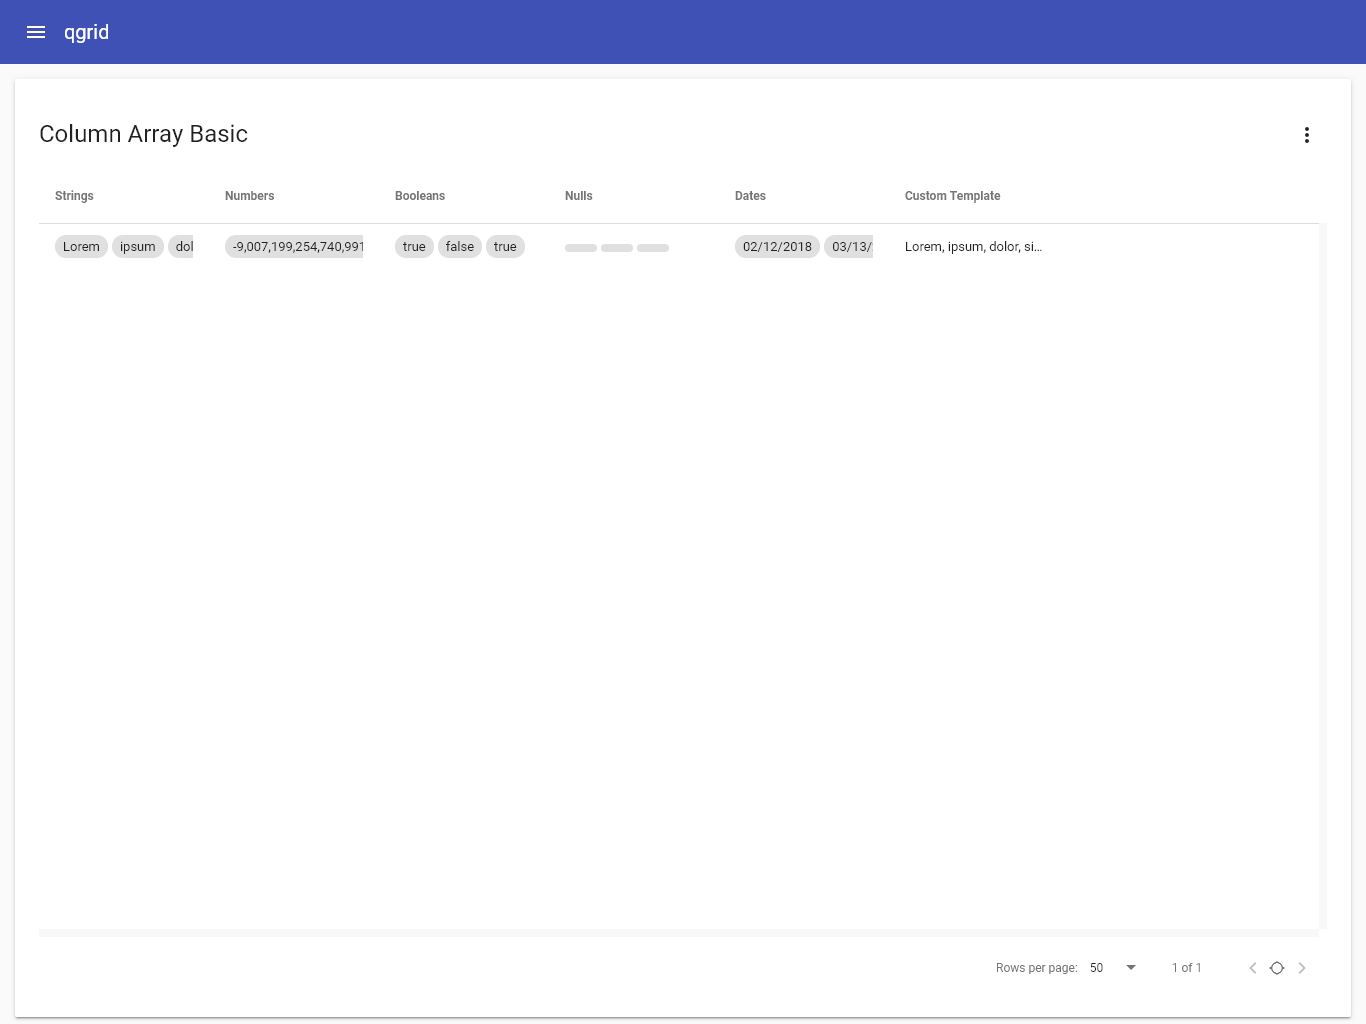 qgrid
Column Array Basic
Strings Numbers Booleans Nulls Dates Custom Template
Lorem ipsum dol -9,007,199,254,740,991 true false true 02/12/2018 03/13/ Lorem, ipsum, dolor, si...
Rows per page: 50 1 of 1